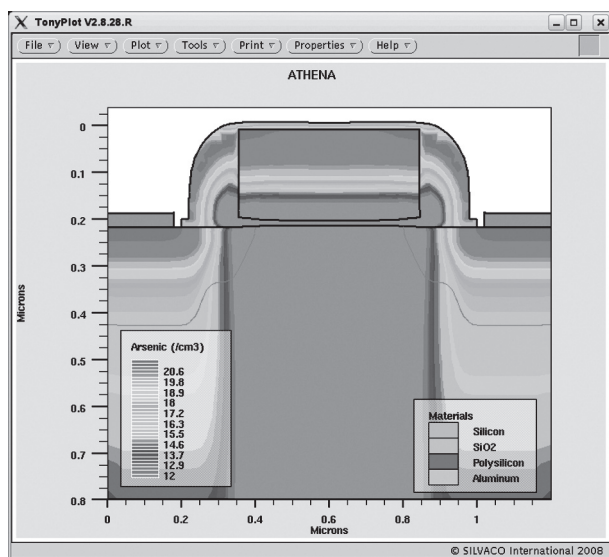 TonyPlot V2.8.28.R
File View Plot Tools Print Properties Help
ATHENA
Microns
0
0.1
0.2
0.3
0.4
0.5
0.6
0.7
0.8
Arsenic (/cm3)
20.6
19.8
18.9
18
17.2
16.3
15.5
14.6
13.7
12.9
12
Materials
Silicon
SiO2
Polysilicon
Aluminum
0 0.2 0.4 0.6 0.8 1
Microns
© SILVACO International 2008